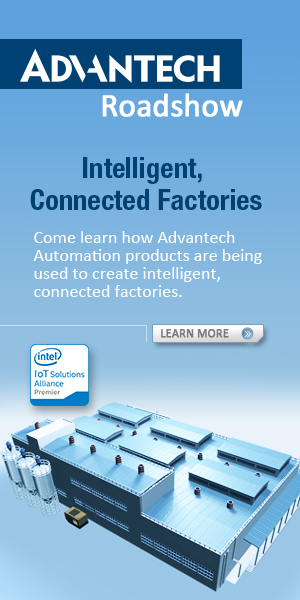 ADVANTECH
Roadshow
Intelligent,
Connected Factories
Come learn how Advantech
Automation products are being
used to create intelligent,
connected factories.
LEARN MORE
intel
IoT Solutions
Alliance
Premier